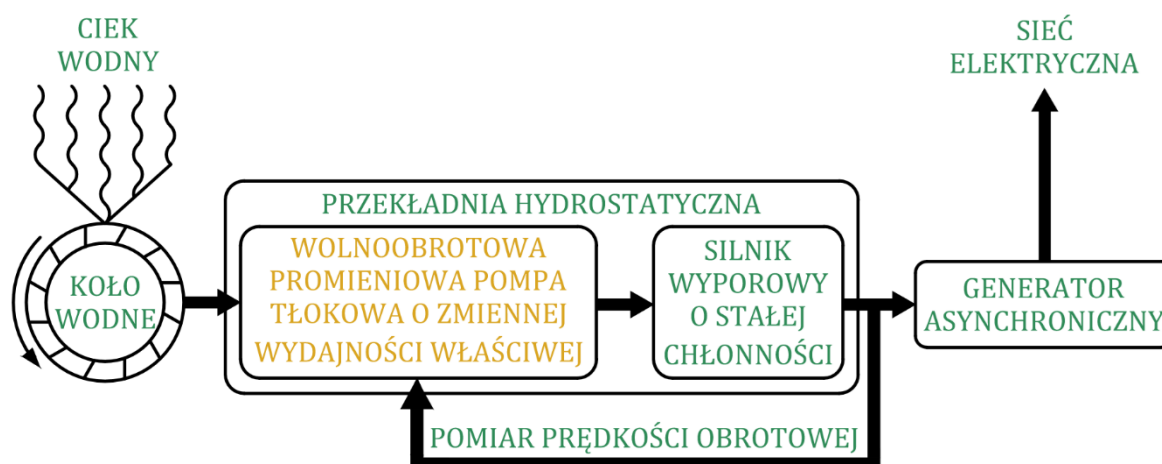 CIEK
WODNY
SIEĆ
ELEKTRYCZNA
PRZEKŁADNIA HYDROSTATYCZNA
KOŁO
WODNE
WOLNOOBROTOWA
PROMIENIOWA POMPA
TŁOKOWA O ZMIENNEJ
WYDAJNOŚCI WŁAŚCIWEJ
SILNIK
WYPOROWY
O STAŁEJ
CHŁONNOŚCI
GENERATOR
ASYNCHRONICZNY
POMIAR PRĘDKOŚCI OBROTOWEJ